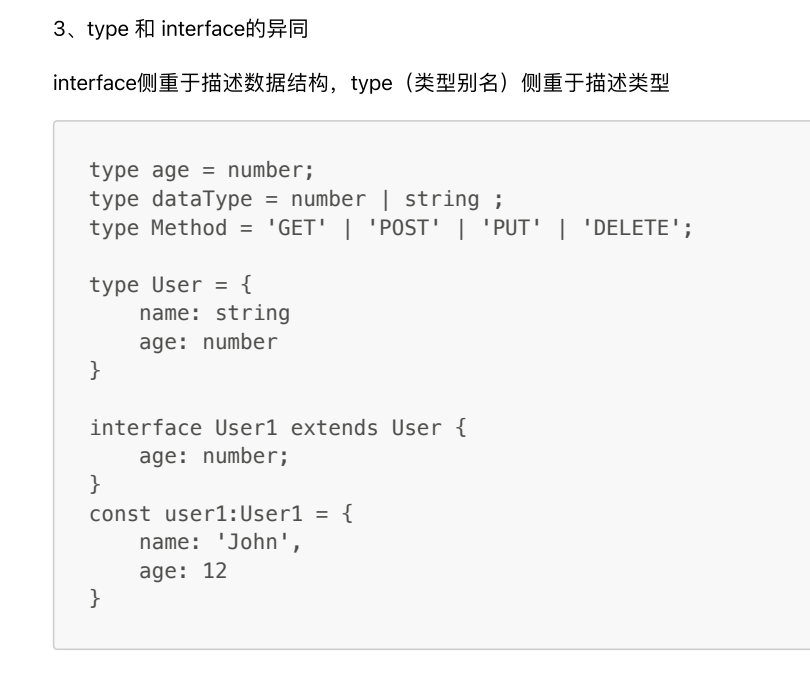 3、type 和 interface的异同
interface侧重于描述数据结构，type（类型别名）侧重于描述类型
type age = number;
type dataType = number | string ;
type Method = 'GET' | 'POST' | 'PUT' | 'DELETE';
type User = {
    name: string
    age: number
}
interface User1 extends User {
    age: number;
}
const user1:User1 = {
    name: 'John',
    age: 12
}